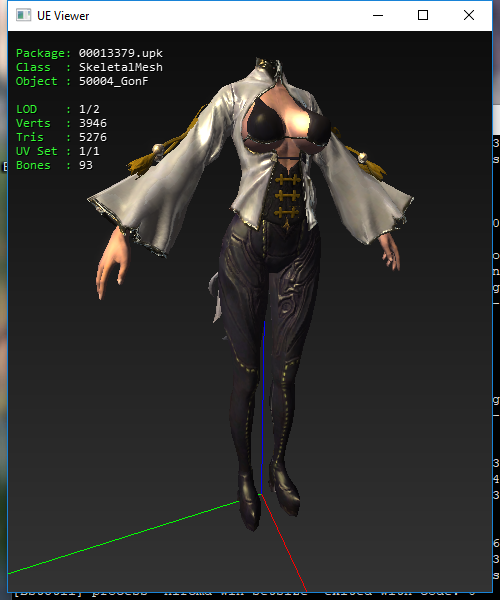 UE Viewer
Package: 00013379.upk
Class  : SkeletalMesh
Object : 50004_GonF
LOD    : 1/2
Verts  : 3946
Tris   : 5276
UV Set : 1/1
Bones  : 93